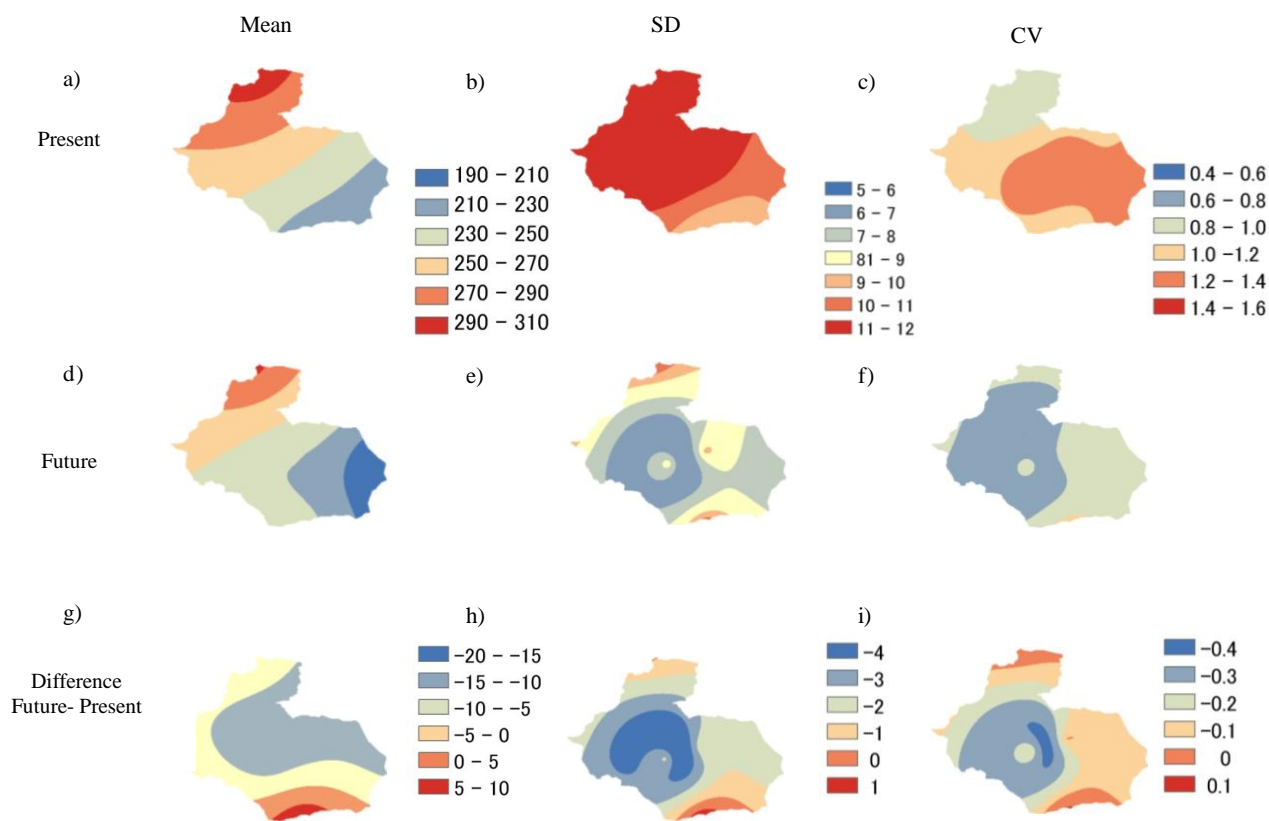 Mean
SD
CV
a)
b)
c)
Present
190 - 210
210 - 230
230 - 250
250 - 270
270 - 290
290 - 310
5 - 6
6 - 7
7 - 8
81 - 9
9 - 10
10 - 11
11 - 12
0.4 - 0.6
0.6 - 0.8
0.8 - 1.0
1.0 -1.2
1.2 - 1.4
1.4 - 1.6
d)
e)
f)
Future
g)
h)
i)
Difference
Future- Present
-20 - -15
-15 - -10
-10 - -5
-5 - 0
0 - 5
5 - 10
-4
-3
-2
-1
0
1
-0.4
-0.3
-0.2
-0.1
0
0.1